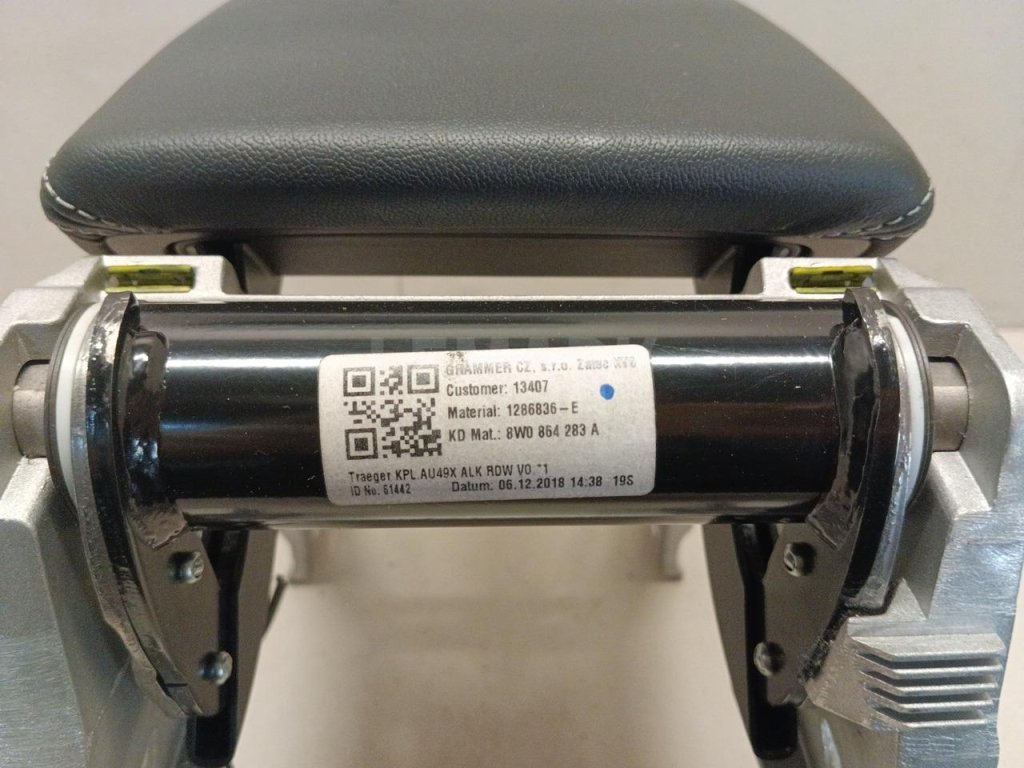 GRAMMER CZ, s.r.o. Zatec
Customer: 13407
Material: 1286836-E
KD Mat.: 8W0 864 283 A
Traeger KPL AU49X ALK RDW V0
ID No. 61442 Datum: 06.12.2018 14.38 19S